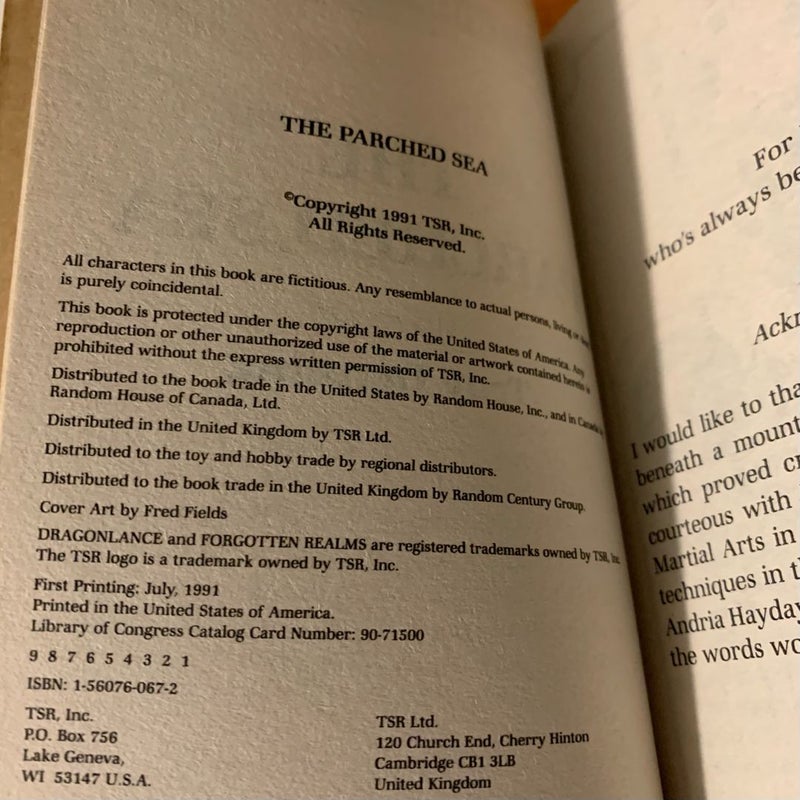 THE PARCHED SEA
©Copyright 1991 TSR, Inc.
All Rights Reserved.
All characters in this book are fictitious. Any resemblance to actual persons, living or
is purely coincidental.
This book is protected under the copyright laws of the United States of America. Any
reproduction or other unauthorized use of the material or artwork contained herein is
prohibited without the express written permission of TSR, Inc.
Distributed to the book trade in the United States by Random House, Inc., and in Canada by
Random House of Canada, Ltd.
Distributed in the United Kingdom by TSR Ltd.
Distributed to the toy and hobby trade by regional distributors.
Distributed to the book trade in the United Kingdom by Random Century Group.
Cover Art by Fred Fields
DRAGONLANCE and FORGOTTEN REALMS are registered trademarks owned by TSR, Inc.
The TSR logo is a trademark owned by TSR, Inc.
First Printing: July, 1991
Printed in the United States of America.
Library of Congress Catalog Card Number: 90-71500
9 8 7 6 5 4 3 2 1
ISBN: 1-56076-067-2
TSR, Inc.
P.O. Box 756
Lake Geneva,
WI 53147 U.S.A.
TSR Ltd.
120 Church End, Cherry Hinton
Cambridge CB1 3LB
United Kingdom
For
who's always be
Ackn
I would like to tha
beneath a mount
which proved cr
courteous with
Martial Arts in
techniques in t
Andria Hayday
the words wo